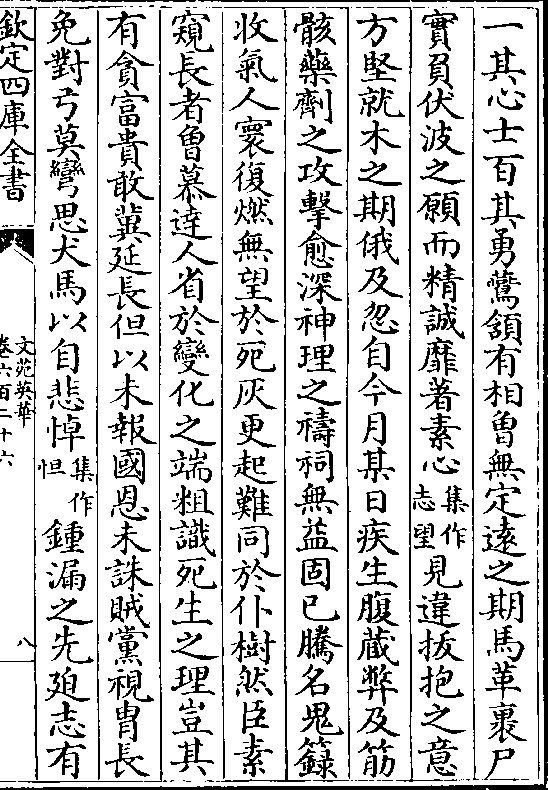 一其心士百其勇鷰頷有相曾無定遠之期馬革裹尸
實負伏波之願而精誠靡著素心集作志望見違抜抱之意
方堅就木之期俄及忽自今月某日疾生腹蔵弊及筋
骸藥劑之攻擊愈深神理之禱祠無益固已騰名鬼籙
收氣人寰復燃無望於死灰更起難同於仆樹然臣素
窺長者魯慕達人省於變化之端粗識死生之理豈其
有貪富貴敢冀延長但以未報國恩未誅賊黨視胄長
免對弓莫彎思犬馬以自悲悼集作怛鍾漏之先廹志有
欽定四庫全書
文苑英華
卷六百二十六
八